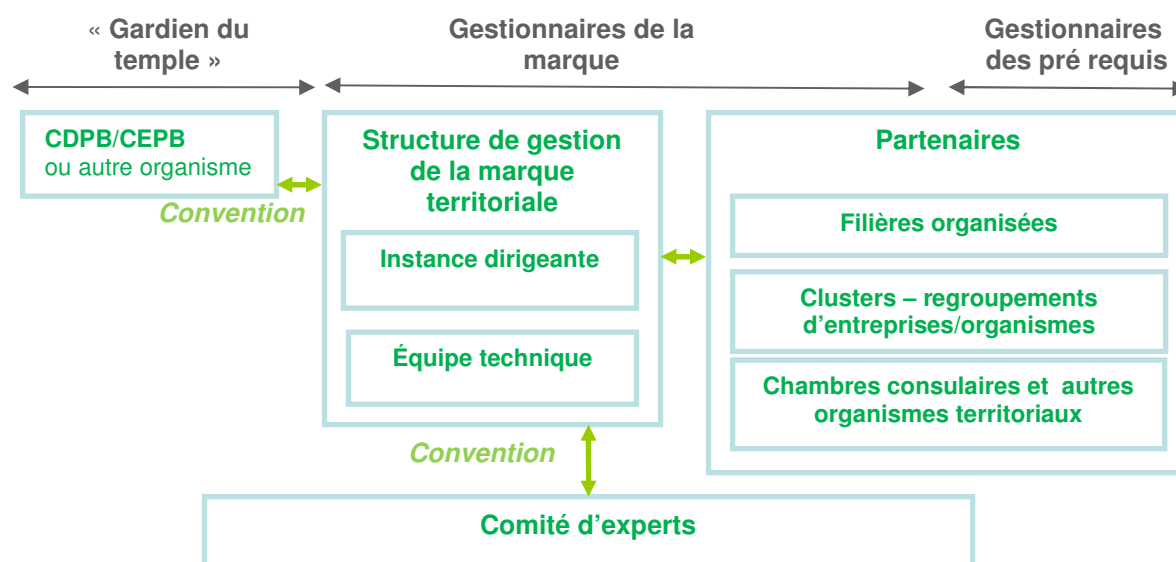 « Gardien du
temple »
Gestionnaires de la
marque
Gestionnaires
des pré requis
CDPB/CEPB
ou autre organisme
Convention
Structure de gestion
de la marque
territoriale
Instance dirigeante
Équipe technique
Partenaires
Filières organisées
Clusters – regroupements
d'entreprises/organismes
Chambres consulaires et autres
organismes territoriaux
Convention
Comité d'experts